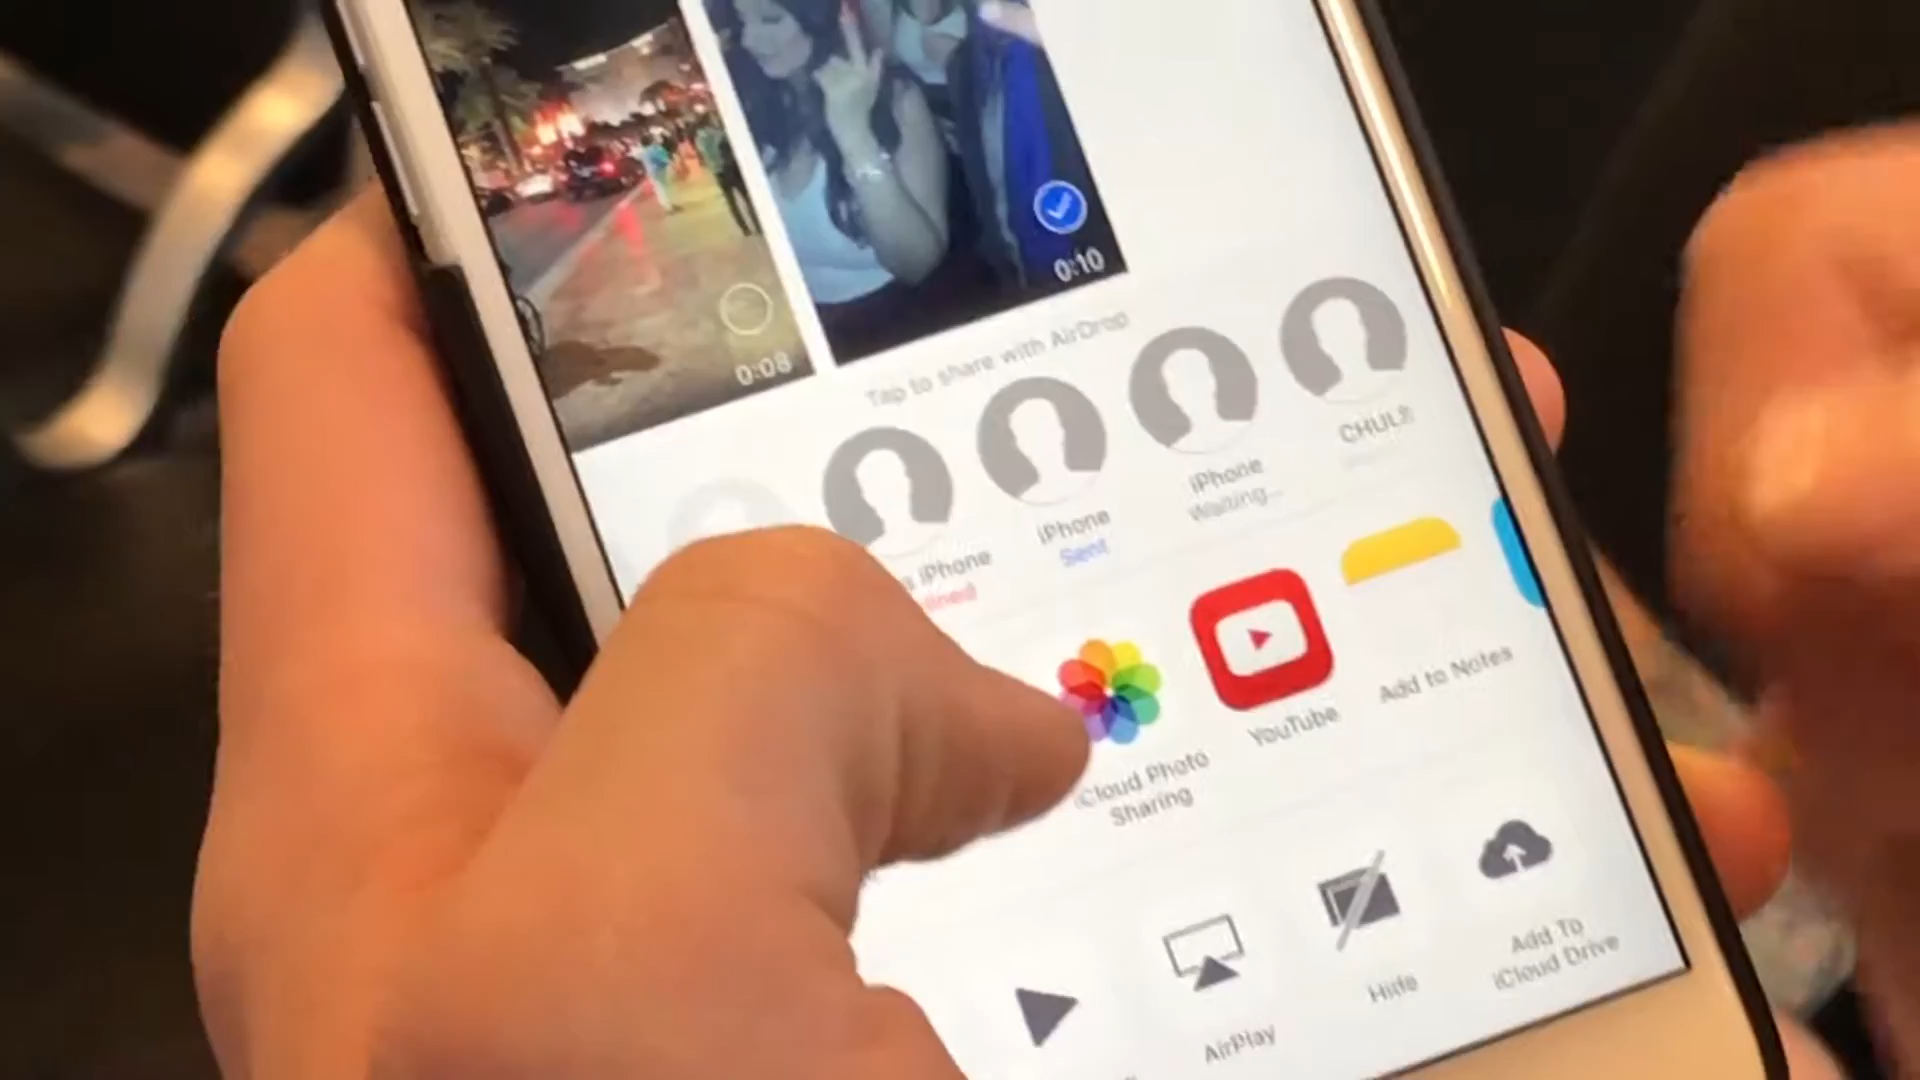 0:10
0:08
Tap to share with AirDrop
iPhone
Sent
iPhone
Waiting...
iPhone
iCloud Photo
Sharing
YouTube
Add to Notes
AirPlay
Hide
Add To
iCloud Drive